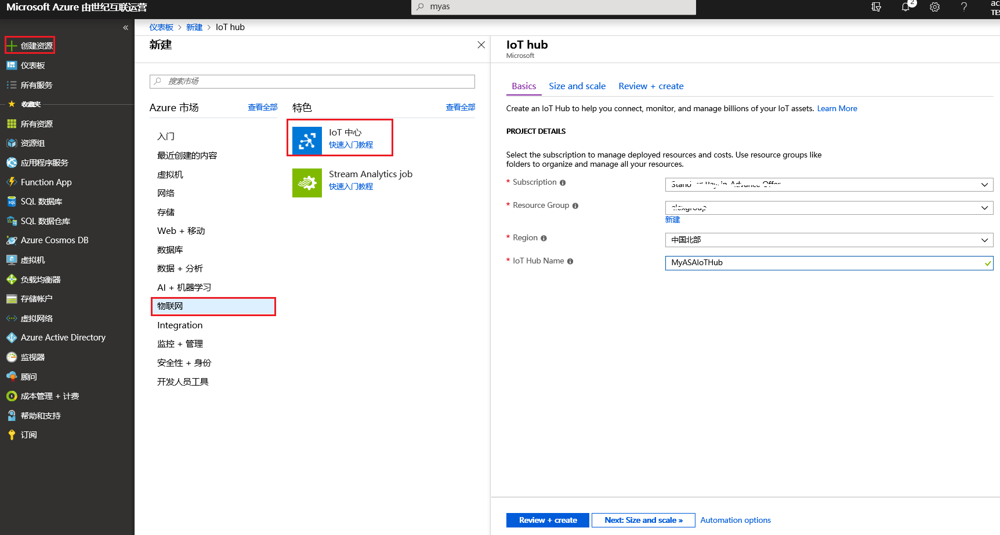 Microsoft Azure 由世纪互联运营
myas
2
仪表板 > 新建 > IoT hub
创建资源
仪表板
所有服务
收藏夹
所有资源
资源组
应用程序服务
Function App
SQL 数据库
SQL 数据仓库
Azure Cosmos DB
虚拟机
负载均衡器
存储帐户
虚拟网络
Azure Active Directory
监视器
顾问
成本管理 + 计费
帮助和支持
订阅
新建
搜索市场
Azure 市场
查看全部
入门
最近创建的内容
虚拟机
网络
存储
Web + 移动
数据库
数据 + 分析
AI + 机器学习
物联网
Integration
监控 + 管理
安全性 + 身份
开发人员工具
特色
查看全部
IoT 中心
快速入门教程
Stream Analytics job
快速入门教程
IoT hub
Microsoft
Basics
Size and scale
Review + create
Create an IoT Hub to help you connect, monitor, and manage billions of your IoT assets. Learn More
PROJECT DETAILS
Select the subscription to manage deployed resources and costs. Use resource groups like
folders to organize and manage all your resources.
* Subscription
* Resource Group
新建
* Region
中国北部
* IoT Hub Name
MyASAIoTHub
Review + create
Next: Size and scale »
Automation options